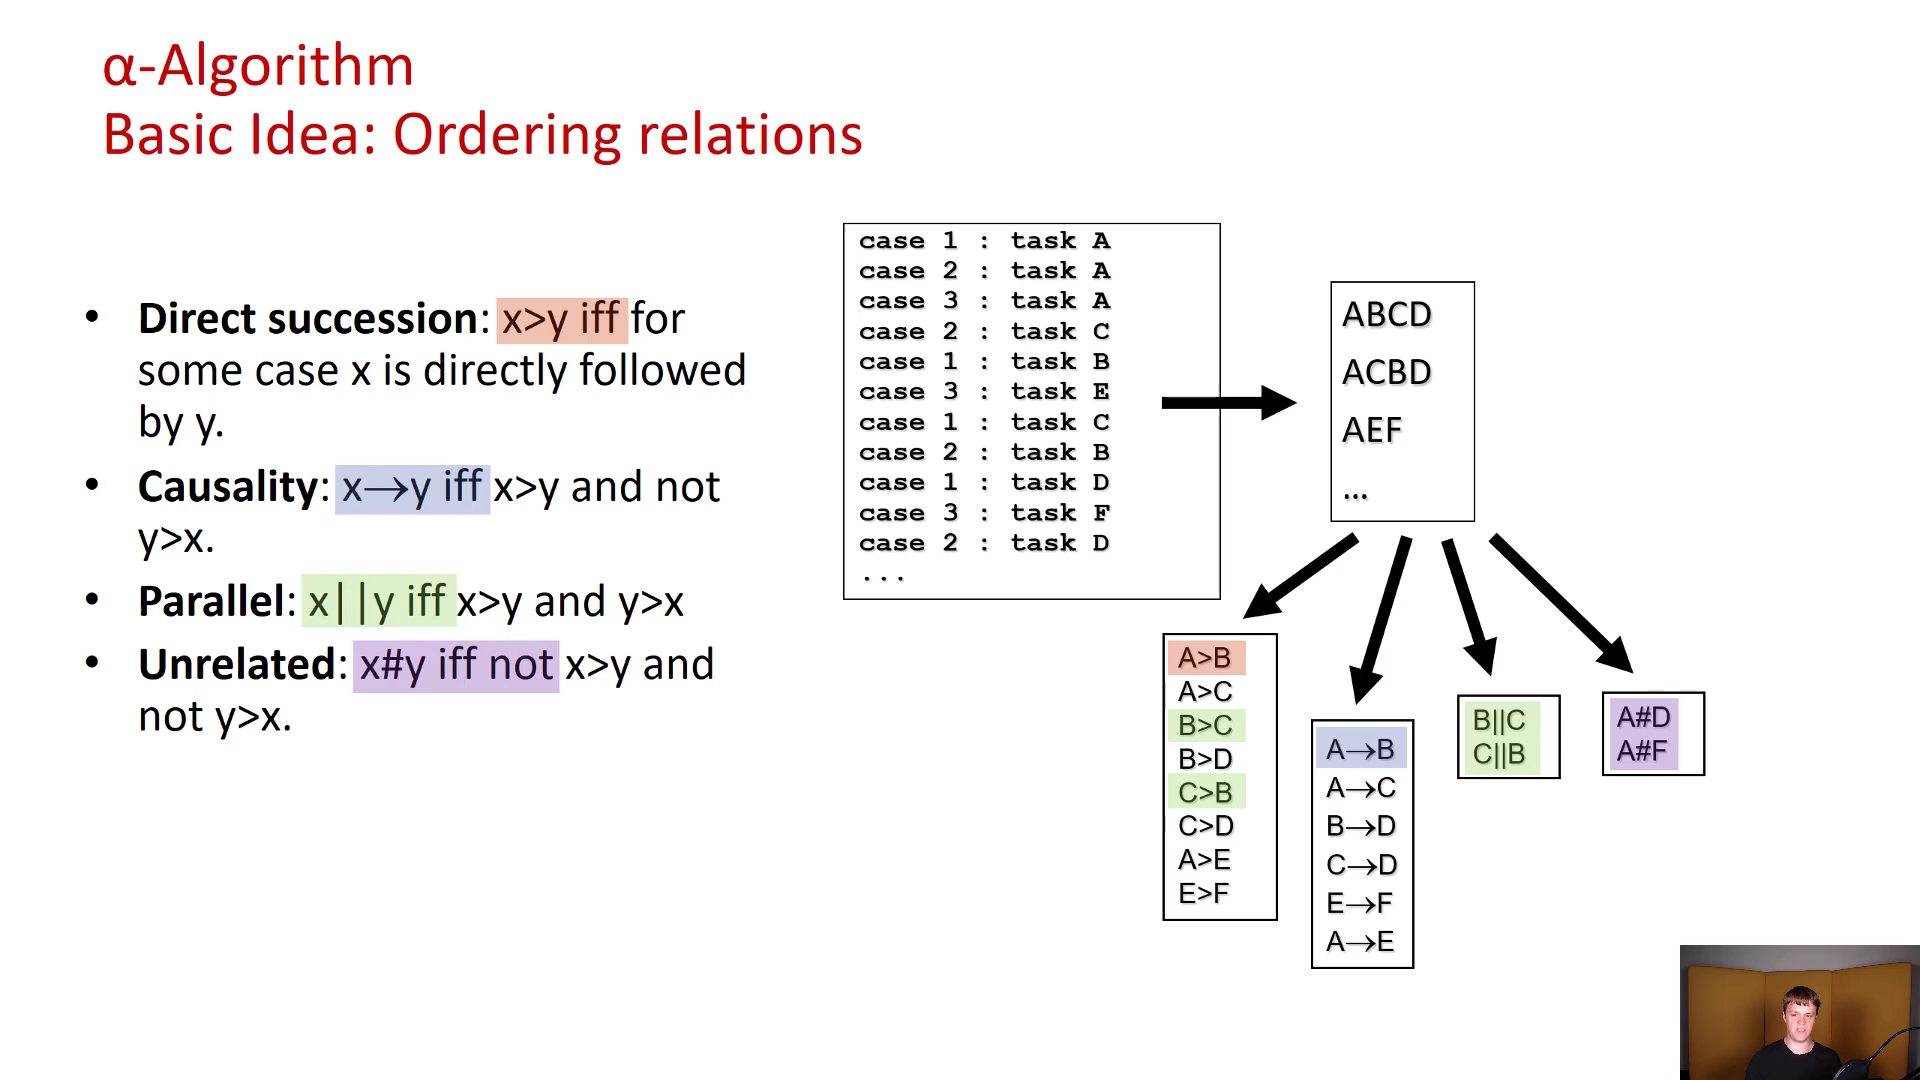 α-Algorithm
Basic Idea: Ordering relations
• Direct succession: x>y iff for
some case x is directly followed
by y.
• Causality: x→y iff x>y and not
y>x.
• Parallel: x||y iff x>y and y>x
• Unrelated: x#y iff not x>y and
not y>x.
case 1 : task A
case 2 : task A
case 3 : task A
case 2 : task C
case 1 : task B
case 3 : task E
case 1 : task C
case 2 : task B
case 1 : task D
case 3 : task F
case 2 : task D
...
ABCD
ACBD
AEF
...
A>B
A>C
B>C
B>D
C>B
C>D
A>E
E>F
A→B
A→C
B→D
C→D
E→F
A→E
B||C
C||B
A#D
A#F